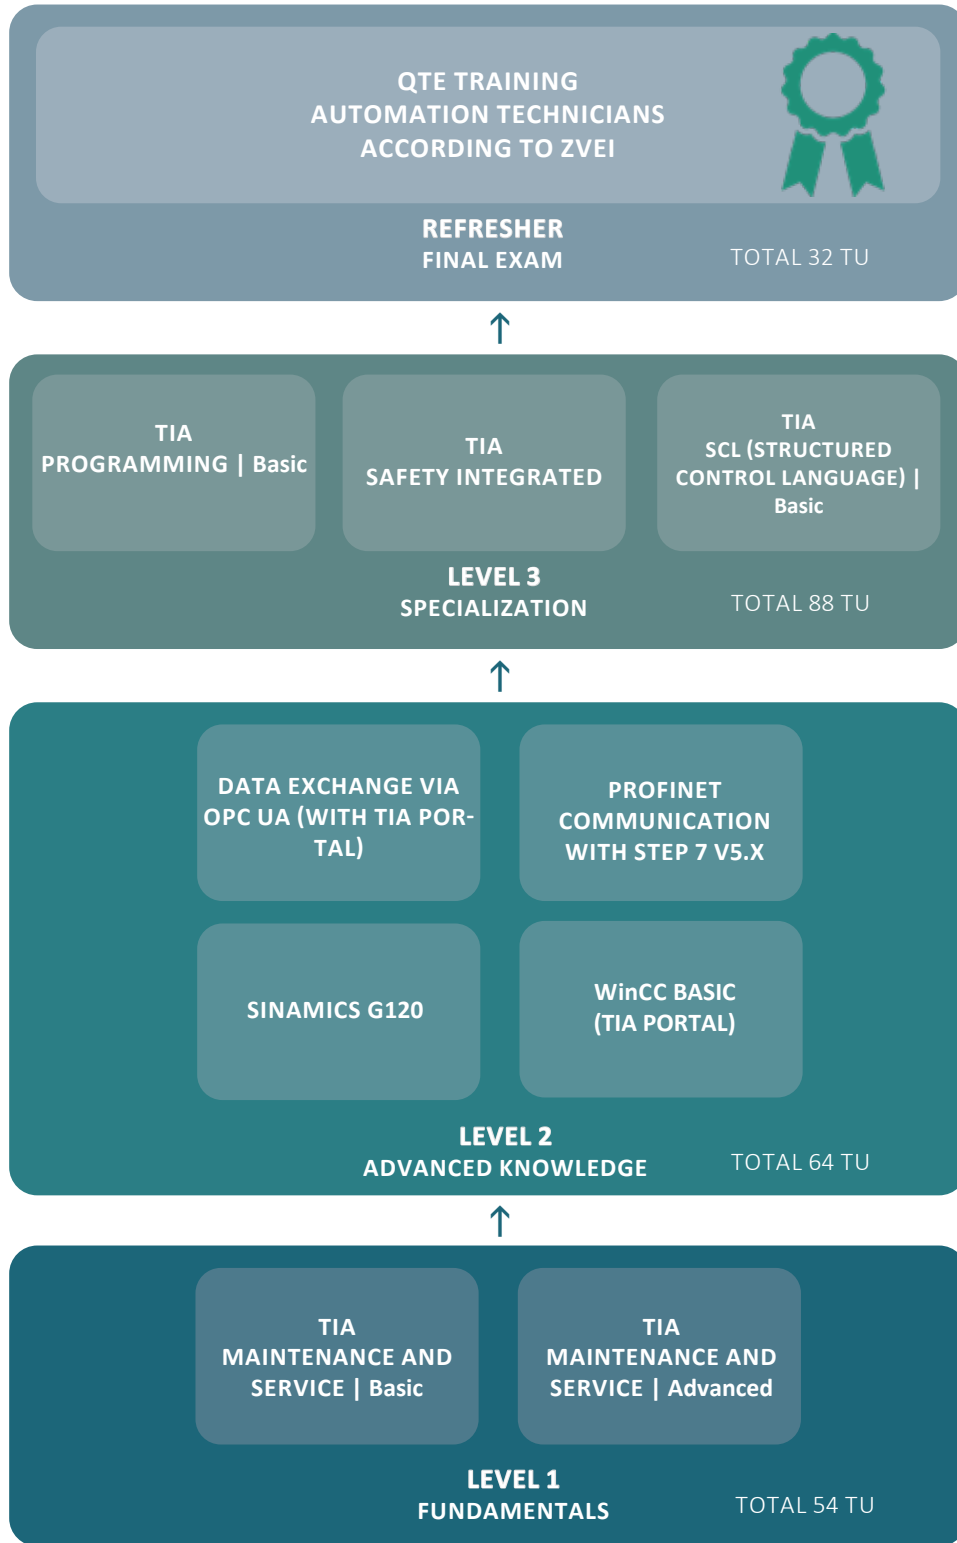 QTE TRAINING
AUTOMATION TECHNICIANS
ACCORDING TO ZVEI
REFRESHER
FINAL EXAM
TOTAL 32 TU
TIA
PROGRAMMING | Basic
TIA
SAFETY INTEGRATED
TIA
SCL (STRUCTURED
CONTROL LANGUAGE) |
Basic
LEVEL 3
SPECIALIZATION
TOTAL 88 TU
DATA EXCHANGE VIA
OPC UA (WITH TIA POR-
TAL)
PROFINET
COMMUNICATION
WITH STEP 7 V5.X
SINAMICS G120
WinCC BASIC
(TIA PORTAL)
LEVEL 2
ADVANCED KNOWLEDGE
TOTAL 64 TU
TIA
MAINTENANCE AND
SERVICE | Basic
TIA
MAINTENANCE AND
SERVICE | Advanced
LEVEL 1
FUNDAMENTALS
TOTAL 54 TU